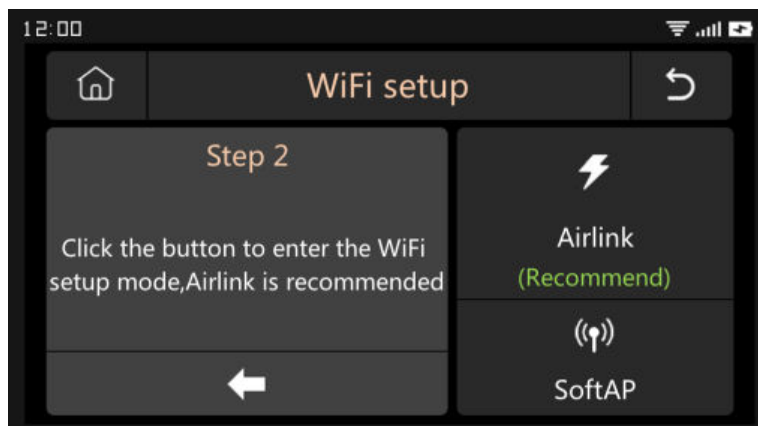 12:00
WiFi setup
Step 2
Click the button to enter the WiFi
setup mode,Airlink is recommended
Airlink
(Recommend)
SoftAP